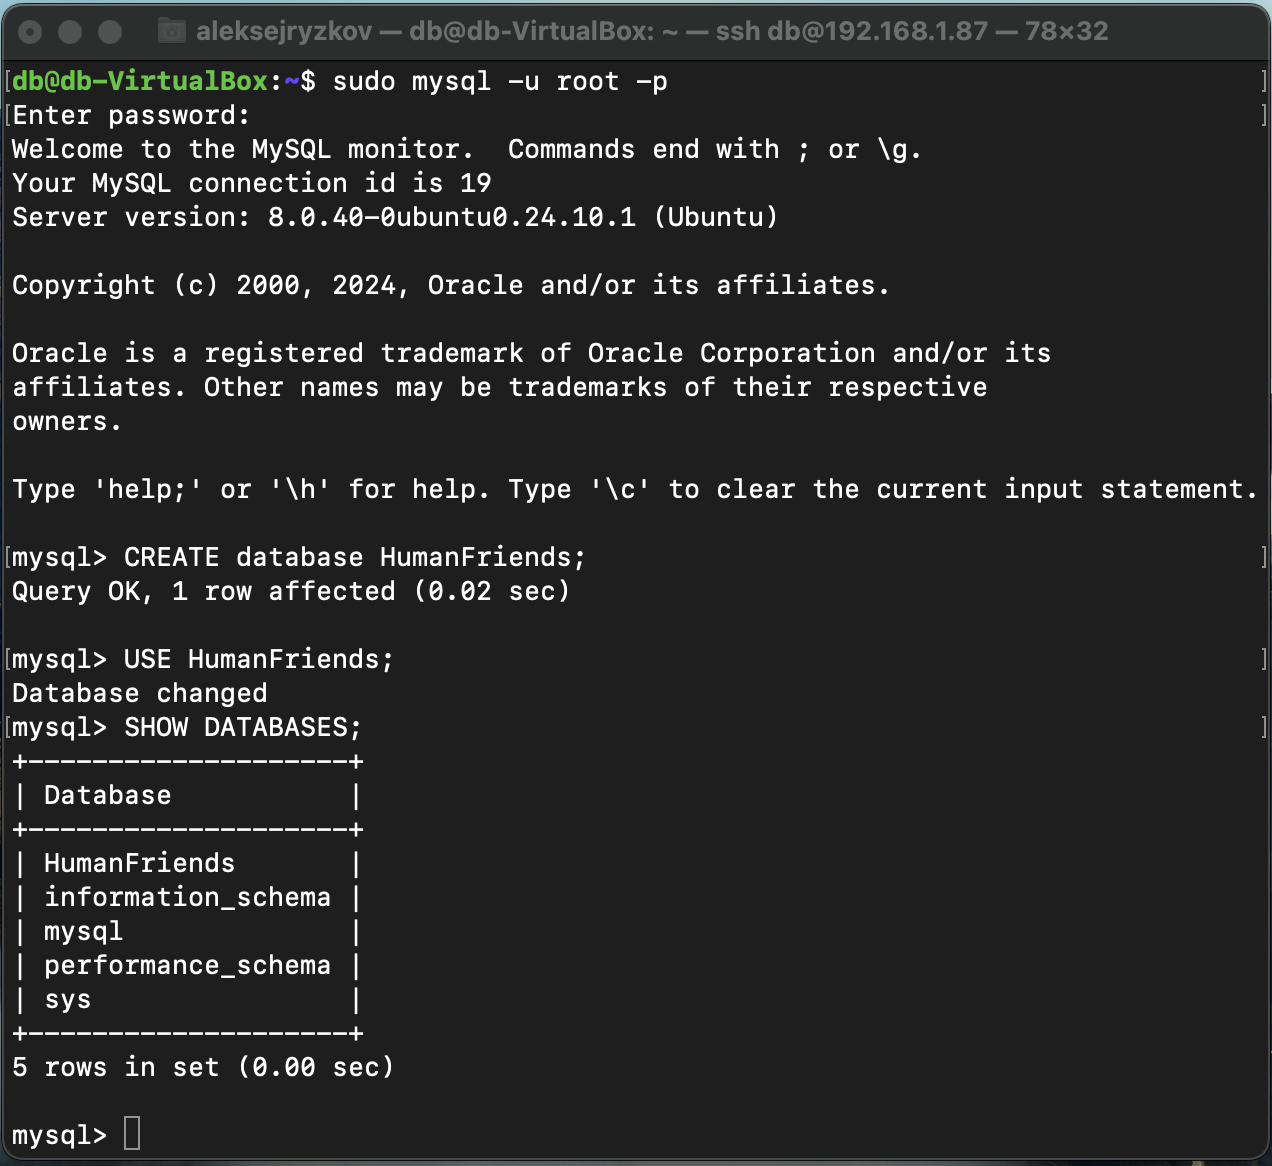 aleksejryzkov — db@db-VirtualBox: ~ — ssh db@192.168.1.87 — 78×32
[db@db-VirtualBox:~$ sudo mysql -u root -p ]
[Enter password: ]
Welcome to the MySQL monitor.  Commands end with ; or \g.
Your MySQL connection id is 19
Server version: 8.0.40-0ubuntu0.24.10.1 (Ubuntu)
Copyright (c) 2000, 2024, Oracle and/or its affiliates.
Oracle is a registered trademark of Oracle Corporation and/or its
affiliates. Other names may be trademarks of their respective
owners.
Type 'help;' or '\h' for help. Type '\c' to clear the current input statement.
[mysql> CREATE database HumanFriends; ]
Query OK, 1 row affected (0.02 sec)
[mysql> USE HumanFriends; ]
Database changed
[mysql> SHOW DATABASES; ]
+--------------------+
| Database           |
+--------------------+
| HumanFriends       |
| information_schema |
| mysql              |
| performance_schema |
| sys                |
+--------------------+
5 rows in set (0.00 sec)
mysql>